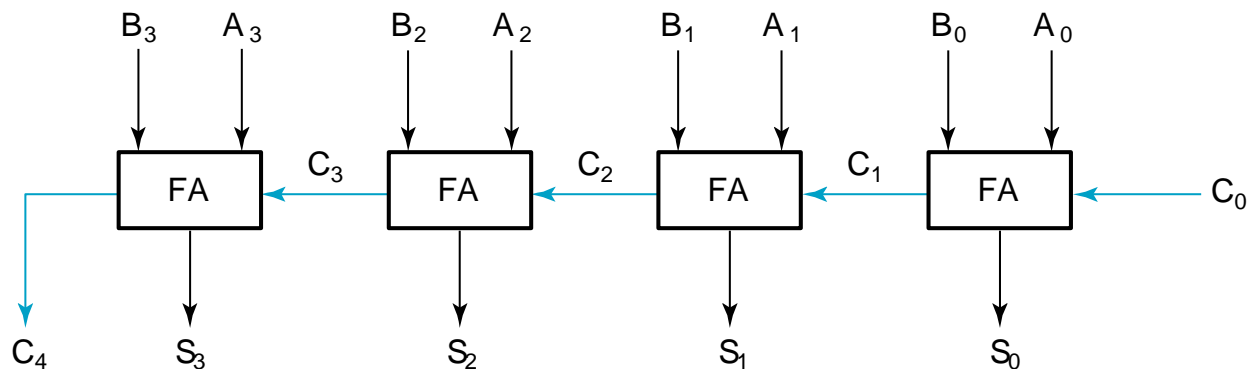 B3 A3 B2 A2 B1 A1 B0 A0
C3 C2 C1
FA FA FA FA C0
C4 S3 S2 S1 S0